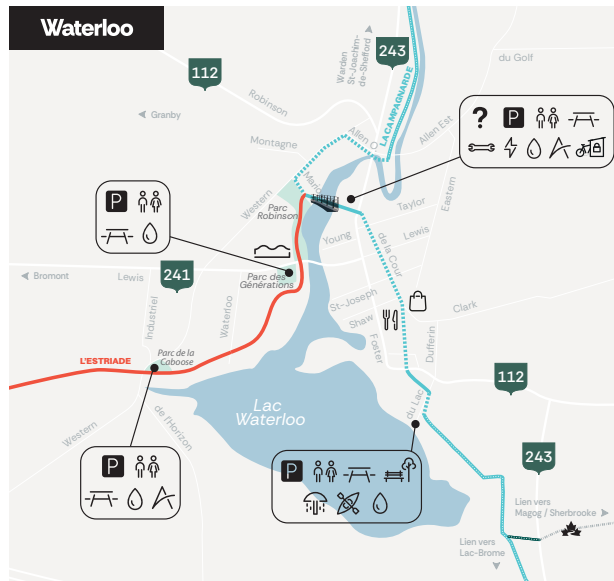 Waterloo
243
112
Warden
St-Joachim-
de-Shefford
LA CAMPAGNARDE
du Golf
Robinson
Granby
Allen O
Allen Est
Montagne
? P
Western
Mario
Eastern
P
Parc
Robinson
Taylor
Young
Lewis
de la Cour
Bromont
Lewis
241
Parc des
Générations
Industriel
Waterloo
St-Joseph
Shaw
Clark
Foster
Dufferin
L'ESTRIADE
Parc de la
Caboose
112
Lac
Waterloo
du Lac
Western
de l'Horizon
P
P
243
Lien vers
Magog / Sherbrooke
Lien vers
Lac-Brome